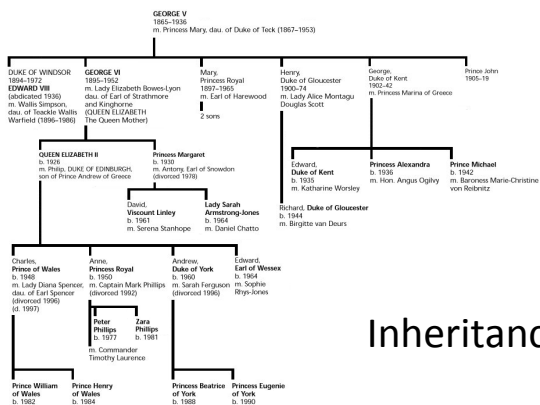 GEORGE V
1865–1936
m. Princess Mary, dau. of Duke of Teck (1867–1953)
DUKE OF WINDSOR
1894–1972
EDWARD VIII
(abdicated 1936)
m. Wallis Simpson,
dau. of Teackle Wallis
Warfield (1896–1986)
GEORGE VI
1895–1952
m. Lady Elizabeth Bowes-Lyon
dau. of Earl of Strathmore
and Kinghorne
(QUEEN ELIZABETH
The Queen Mother)
Mary,
Princess Royal
1897–1965
m. Earl of Harewood
2 sons
Henry,
Duke of Gloucester
1900–74
m. Lady Alice Montagu
Douglas Scott
George,
Duke of Kent
1902–42
m. Princess Marina of Greece
Prince John
1905–19
QUEEN ELIZABETH II
b. 1926
m. Philip, DUKE OF EDINBURGH,
son of Prince Andrew of Greece
Princess Margaret
b. 1930
m. Antony, Earl of Snowdon
(divorced 1978)
Edward,
Duke of Kent
b. 1935
m. Katharine Worsley
Princess Alexandra
b. 1936
m. Hon. Angus Ogilvy
Prince Michael
b. 1942
m. Baroness Marie-Christine
von Reibnitz
David,
Viscount Linley
b. 1961
m. Serena Stanhope
Lady Sarah
Armstrong-Jones
b. 1964
m. Daniel Chatto
Richard, Duke of Gloucester
b. 1944
m. Birgitte van Deurs
Charles,
Prince of Wales
b. 1948
m. Lady Diana Spencer,
dau. of Earl Spencer
(divorced 1996)
(d. 1997)
Anne,
Princess Royal
b. 1950
m. Captain Mark Phillips
(divorced 1992)
Andrew,
Duke of York
b. 1960
m. Sarah Ferguson
(divorced 1996)
Edward,
Earl of Wessex
b. 1964
m. Sophie
Rhys-Jones
Peter
Phillips
b. 1977
Zara
Phillips
b. 1981
m. Commander
Timothy Laurence
Prince William
of Wales
b. 1982
Prince Henry
of Wales
b. 1984
Princess Beatrice
of York
b. 1988
Princess Eugenie
of York
b. 1990
Inheritanc